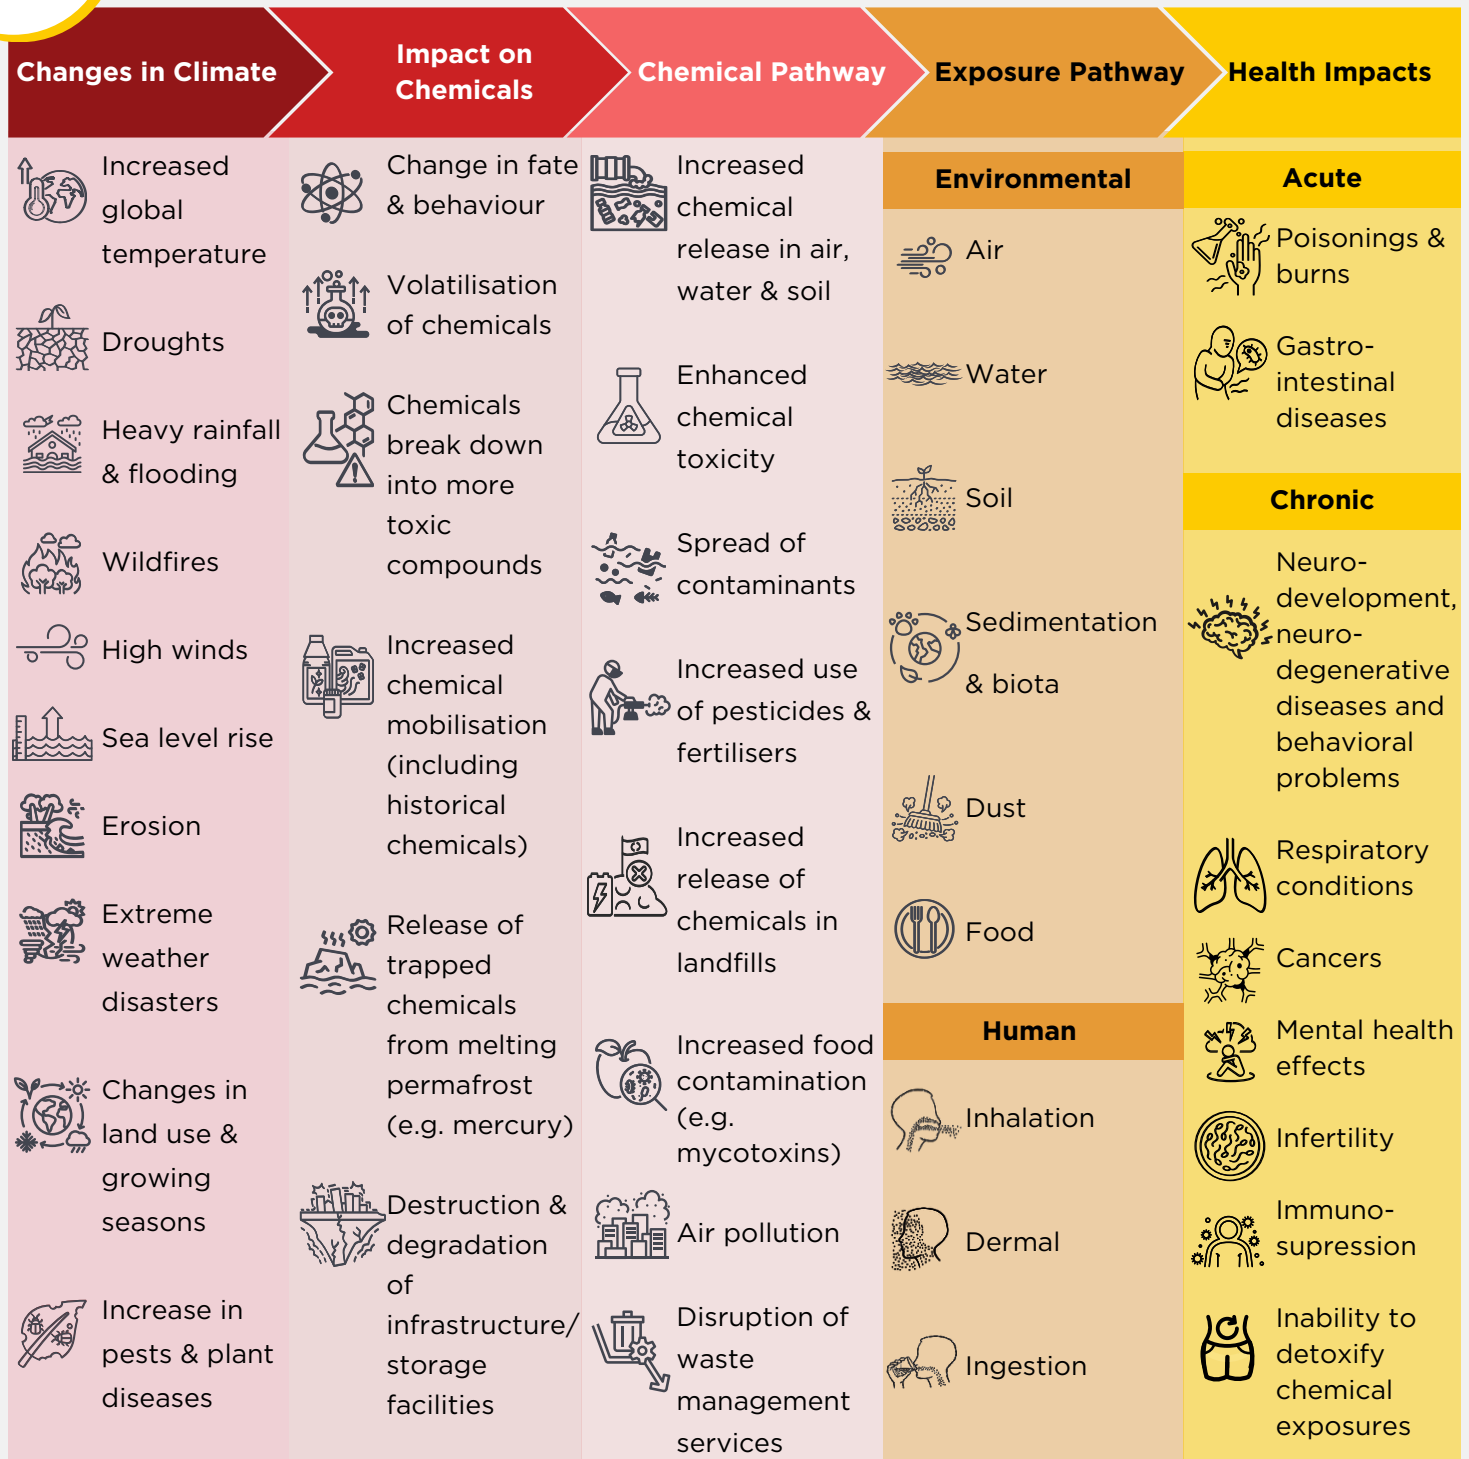 Changes in Climate
Impact on
Chemicals
Chemical Pathway
Exposure Pathway
Health Impacts
Increased
global
temperature
Droughts
Heavy rainfall
& flooding
Wildfires
High winds
Sea level rise
Erosion
Extreme
weather
disasters
Changes in
land use &
growing
seasons
Increase in
pests & plant
diseases
Change in fate
& behaviour
Volatilisation
of chemicals
Chemicals
break down
into more
toxic
compounds
Increased
chemical
mobilisation
(including
historical
chemicals)
Release of
trapped
chemicals
from melting
permafrost
(e.g. mercury)
Destruction &
degradation
of
infrastructure/
storage
facilities
Increased
chemical
release in air,
water & soil
Enhanced
chemical
toxicity
Spread of
contaminants
Increased use
of pesticides &
fertilisers
Increased
release of
chemicals in
landfills
Increased food
contamination
(e.g.
mycotoxins)
Air pollution
Disruption of
waste
management
services
Environmental
Air
Water
Soil
Sedimentation
& biota
Dust
Food
Human
Inhalation
Dermal
Ingestion
Acute
Poisonings &
burns
Gastro-
intestinal
diseases
Chronic
Neuro-
development,
neuro-
degenerative
diseases and
behavioral
problems
Respiratory
conditions
Cancers
Mental health
effects
Infertility
Immuno-
supression
Inability to
detoxify
chemical
exposures